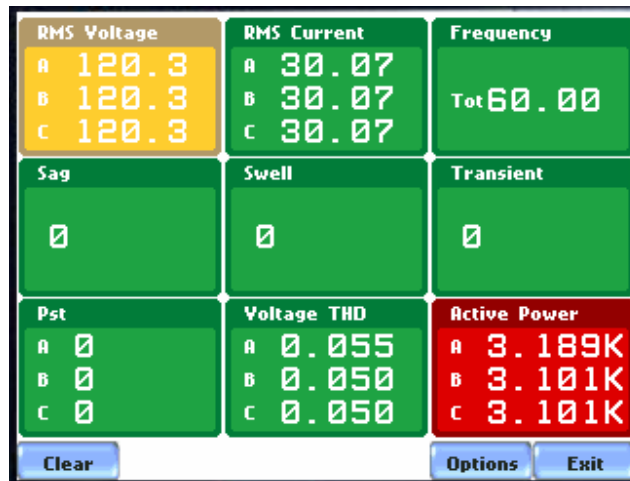 RMS Voltage
A 120.3
B 120.3
C 120.3
RMS Current
A 30.07
B 30.07
C 30.07
Frequency
Tot 60.00
Sag
0
Swell
0
Transient
0
Pst
A 0
B 0
C 0
Voltage THD
A 0.055
B 0.050
C 0.050
Active Power
A 3.189K
B 3.101K
C 3.101K
Clear
Options
Exit